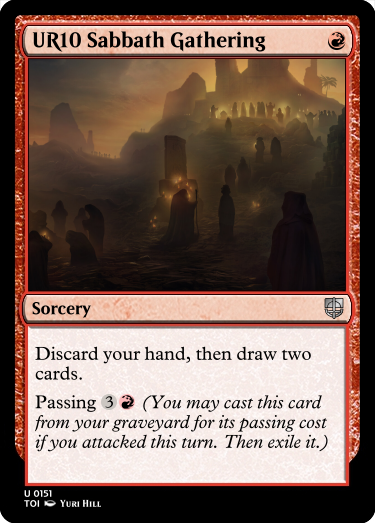 UR10 Sabbath Gathering
Sorcery
Discard your hand, then draw two
cards.
Passing 3 (You may cast this card
from your graveyard for its passing cost
if you attacked this turn. Then exile it.)
U 0151
TOI Yuri Hill